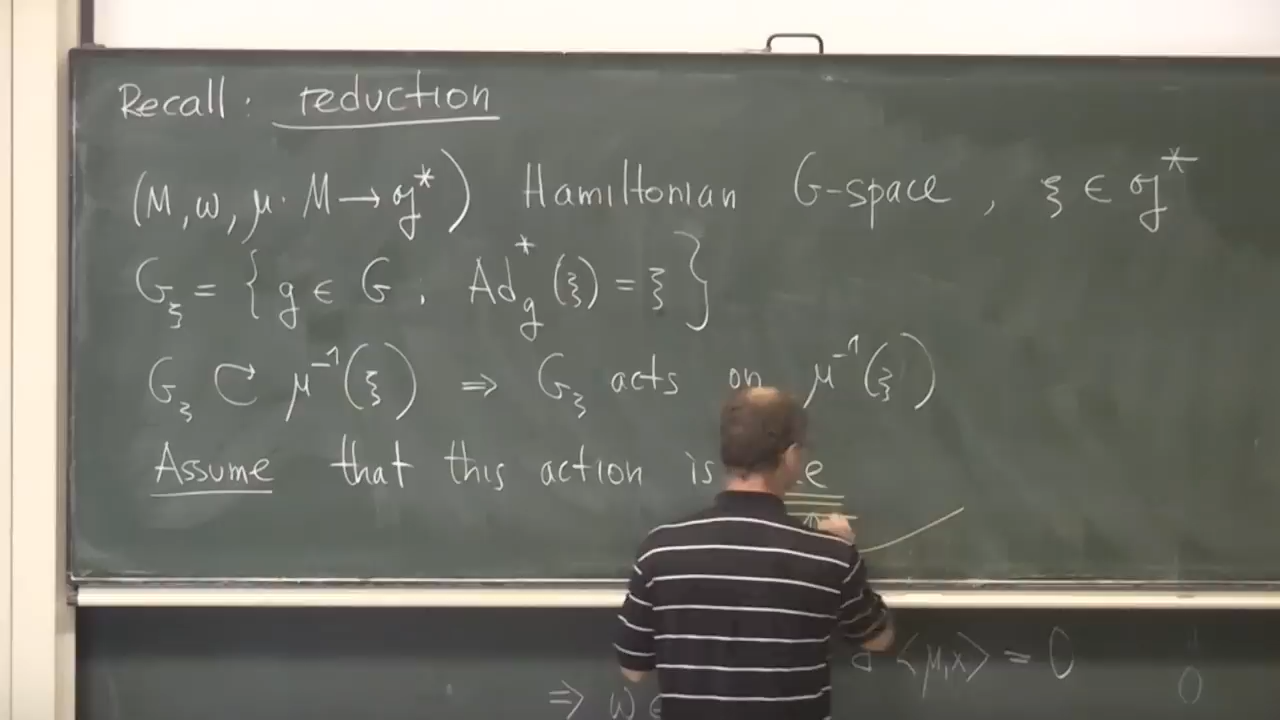 Recall: reduction
(M, ω, μ: M → 𝔤*) Hamiltonian G-space, ξ ∈ 𝔤*
G_ξ = { g ∈ G : Ad*_g (ξ) = ξ }
G_ξ ⊂ μ⁻¹(ξ) ⇒ G_ξ acts on μ⁻¹(ξ)
Assume that this action is
d ⟨μ,x⟩ = 0
⇒ ω
0